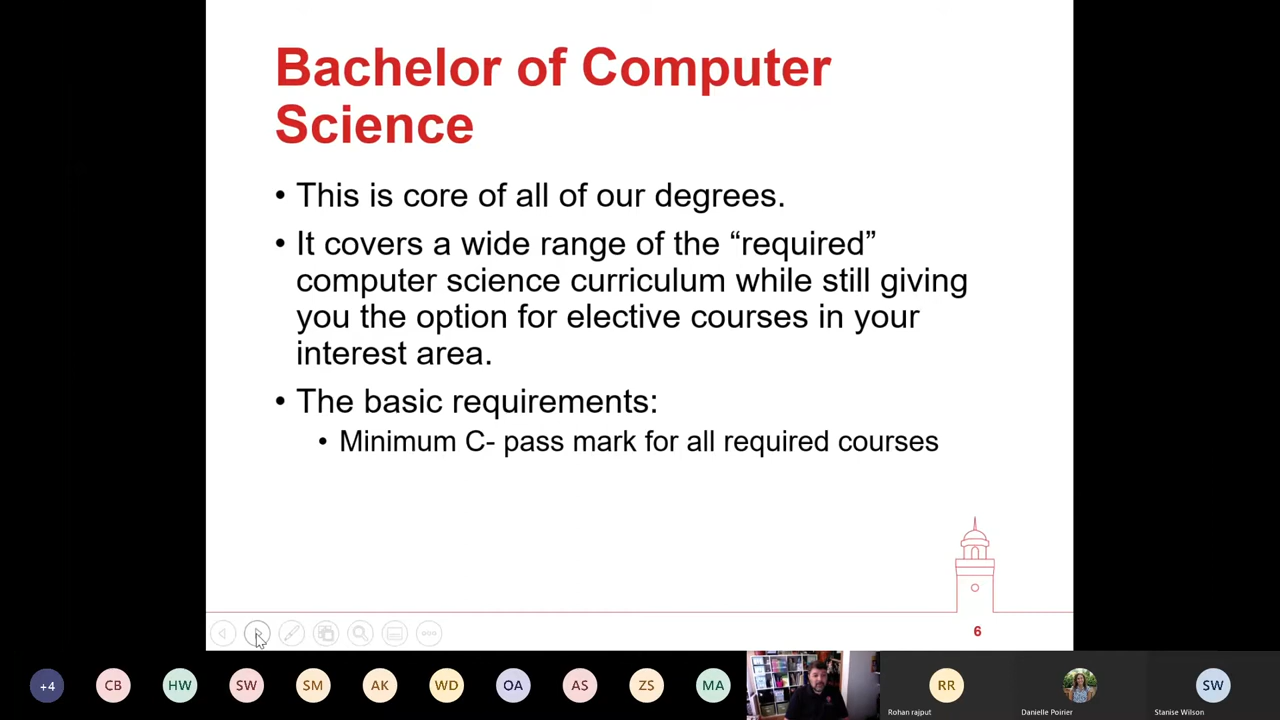 Bachelor of Computer
Science
• This is core of all of our degrees.
• It covers a wide range of the “required”
computer science curriculum while still giving
you the option for elective courses in your
interest area.
• The basic requirements:
• Minimum C- pass mark for all required courses
6
+4 CB HW SW SM AK WD OA AS ZS MA RR SW
Rohan rajput Danielle Poirier Stanise Wilson